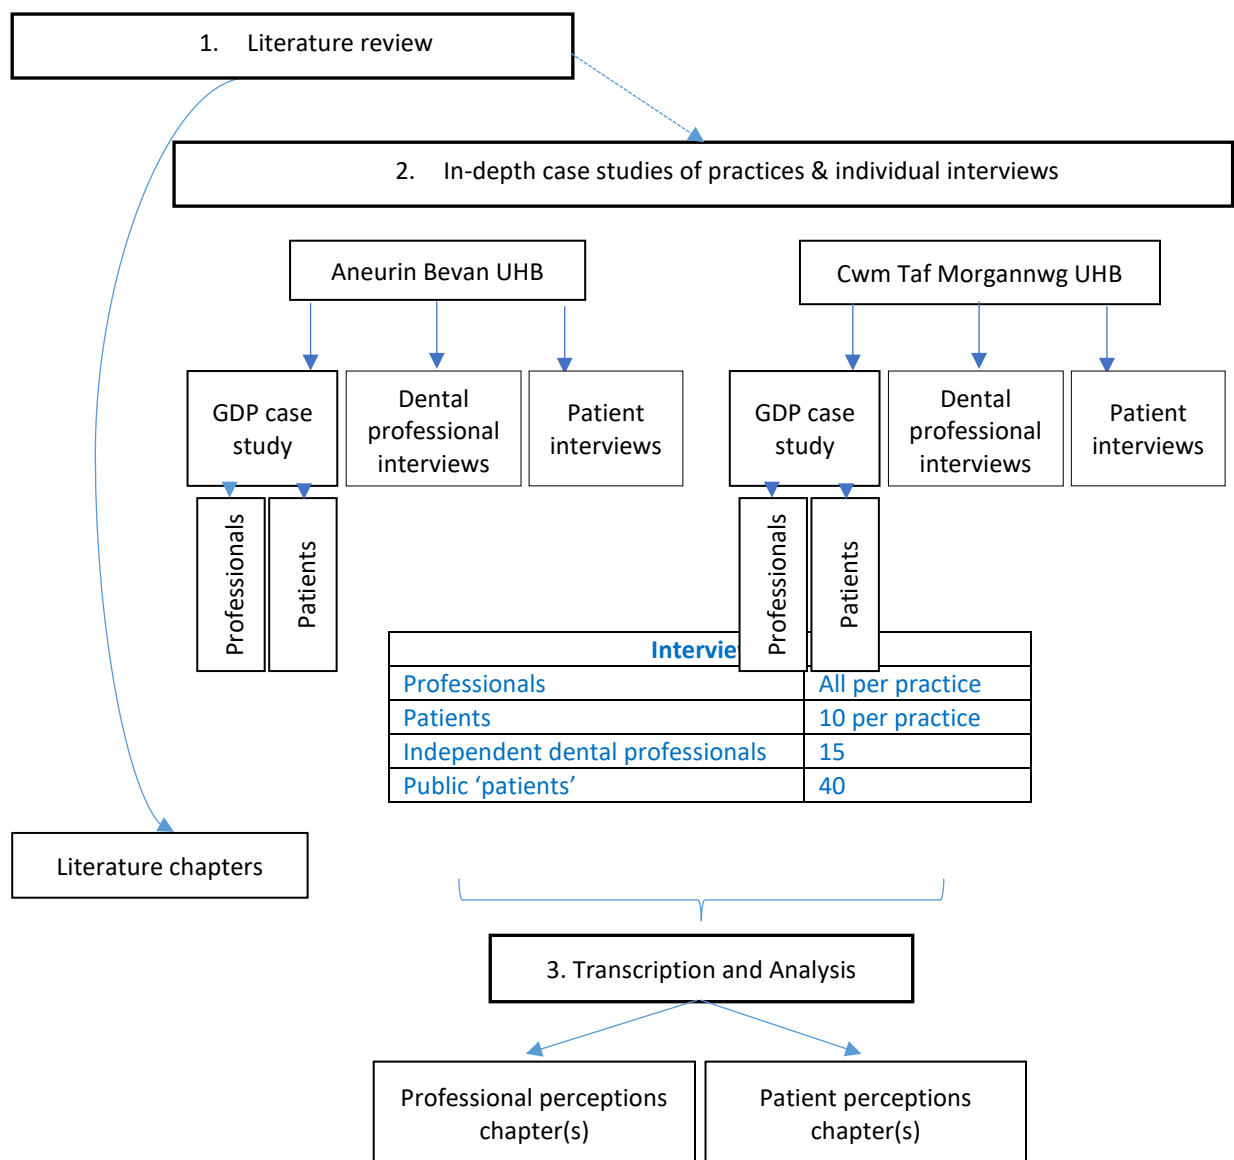 1. Literature review
2. In-depth case studies of practices & individual interviews
Aneurin Bevan UHB
Cwm Taf Morgannwg UHB
GDP case
study
Dental
professional
interviews
Patient
interviews
GDP case
study
Dental
professional
interviews
Patient
interviews
Professionals
Patients
Professionals
Patients
Professionals All per practice
Patients 10 per practice
Independent dental professionals 15
Public ‘patients’ 40
Literature chapters
3. Transcription and Analysis
Professional perceptions
chapter(s)
Patient perceptions
chapter(s)